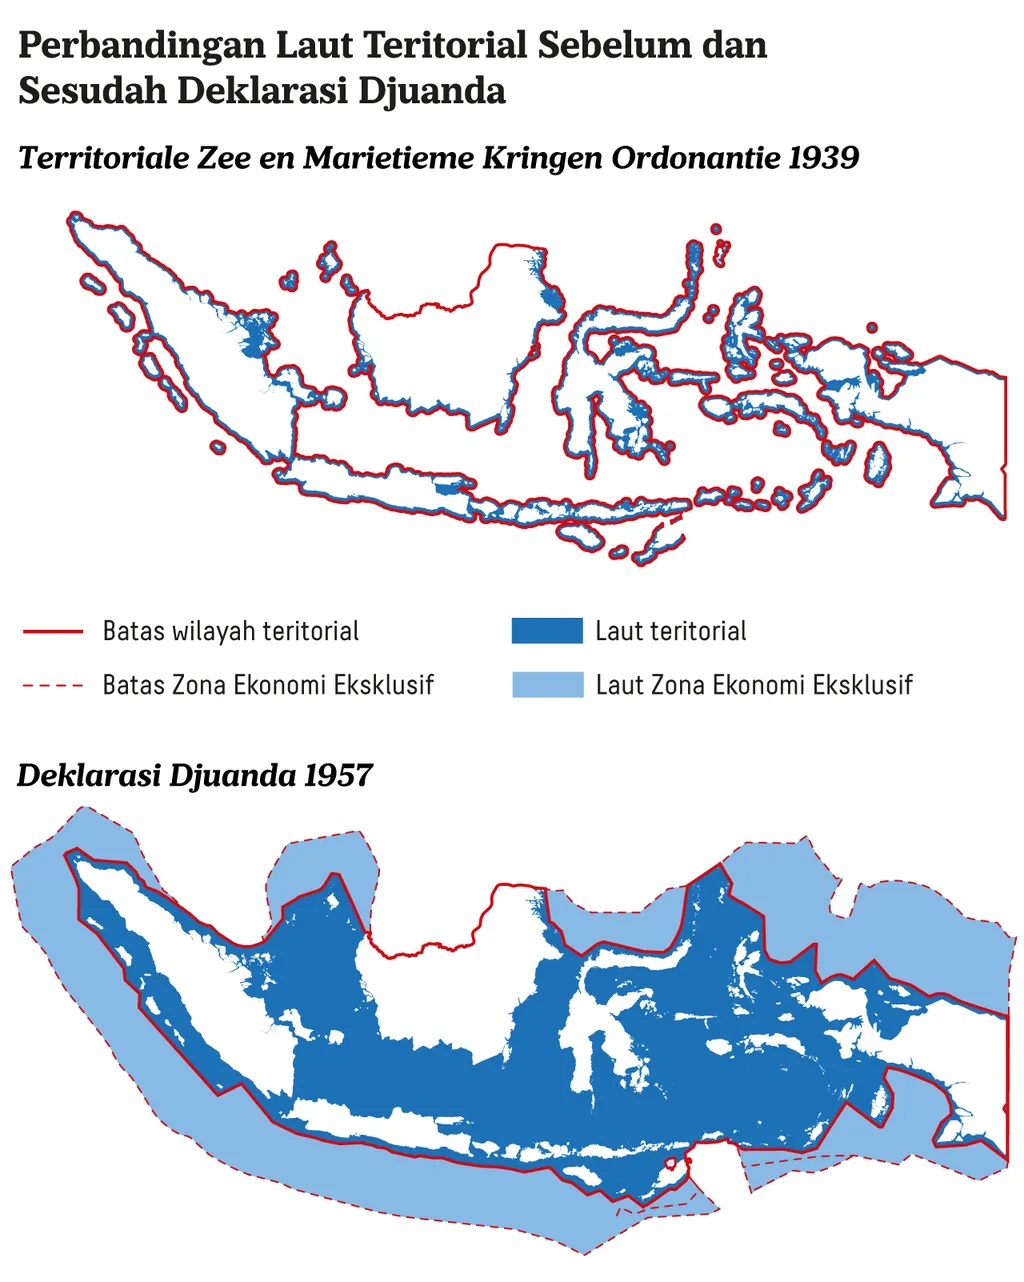 Perbandingan Laut Teritorial Sebelum dan
Sesudah Deklarasi Djuanda
Territoriale Zee en Marietieme Kringen Ordonantie 1939
Batas wilayah teritorial
Laut teritorial
Batas Zona Ekonomi Eksklusif
Laut Zona Ekonomi Eksklusif
Deklarasi Djuanda 1957